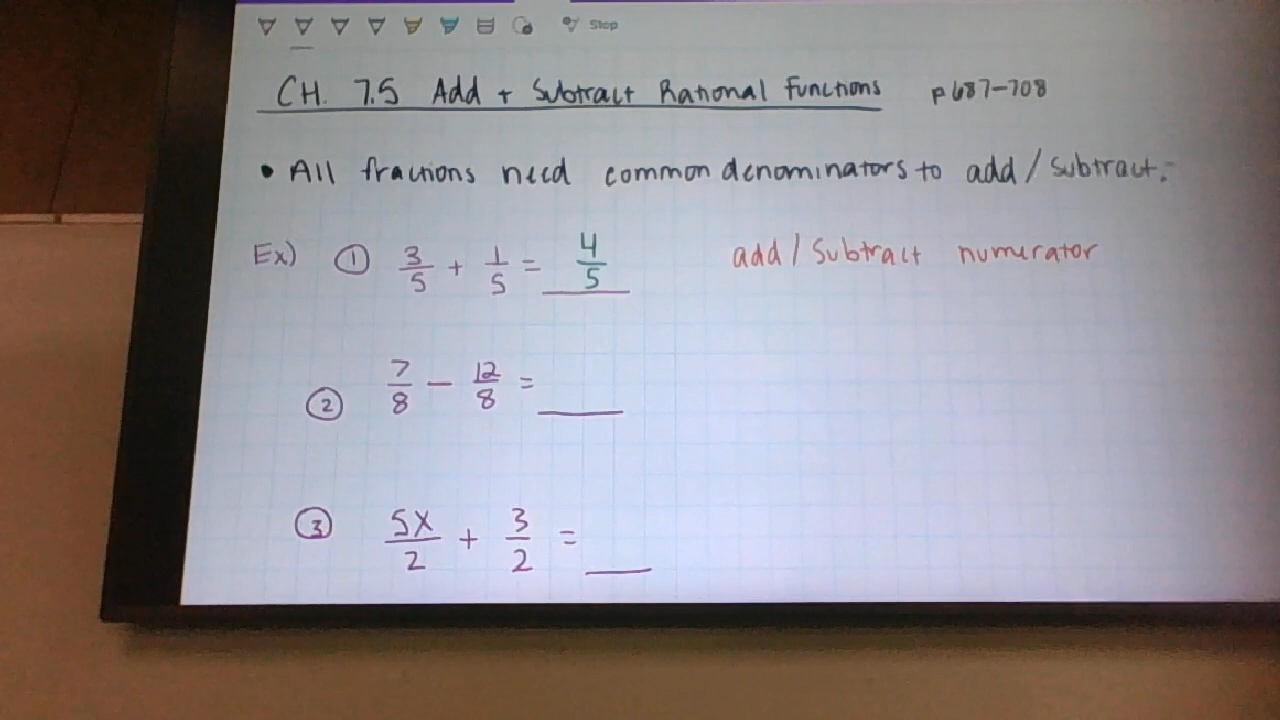 Stop
CH. 7.5 Add + Subtract Rational Functions p687-708
• All fractions need common denominators to add/subtract.
Ex) ① 3/5 + 1/5 = 4/5 add/subtract numerator
② 7/8 - 12/8 = ___
③ 5x/2 + 3/2 = ___